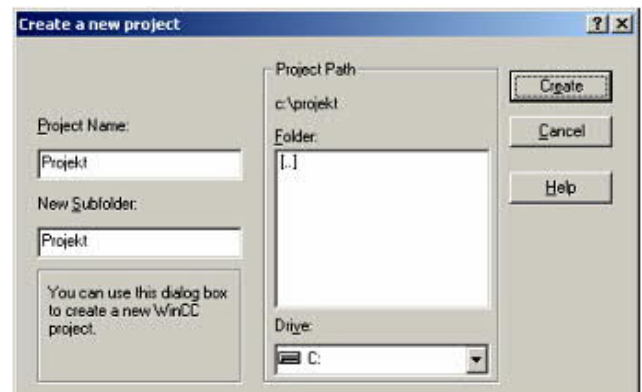 Create a new project
Project Name:
Projekt
New Subfolder:
Projekt
You can use this dialog box
to create a new WinCC
project.
Project Path
c:\projekt
Folder:
[..]
Drive:
C:
Create
Cancel
Help